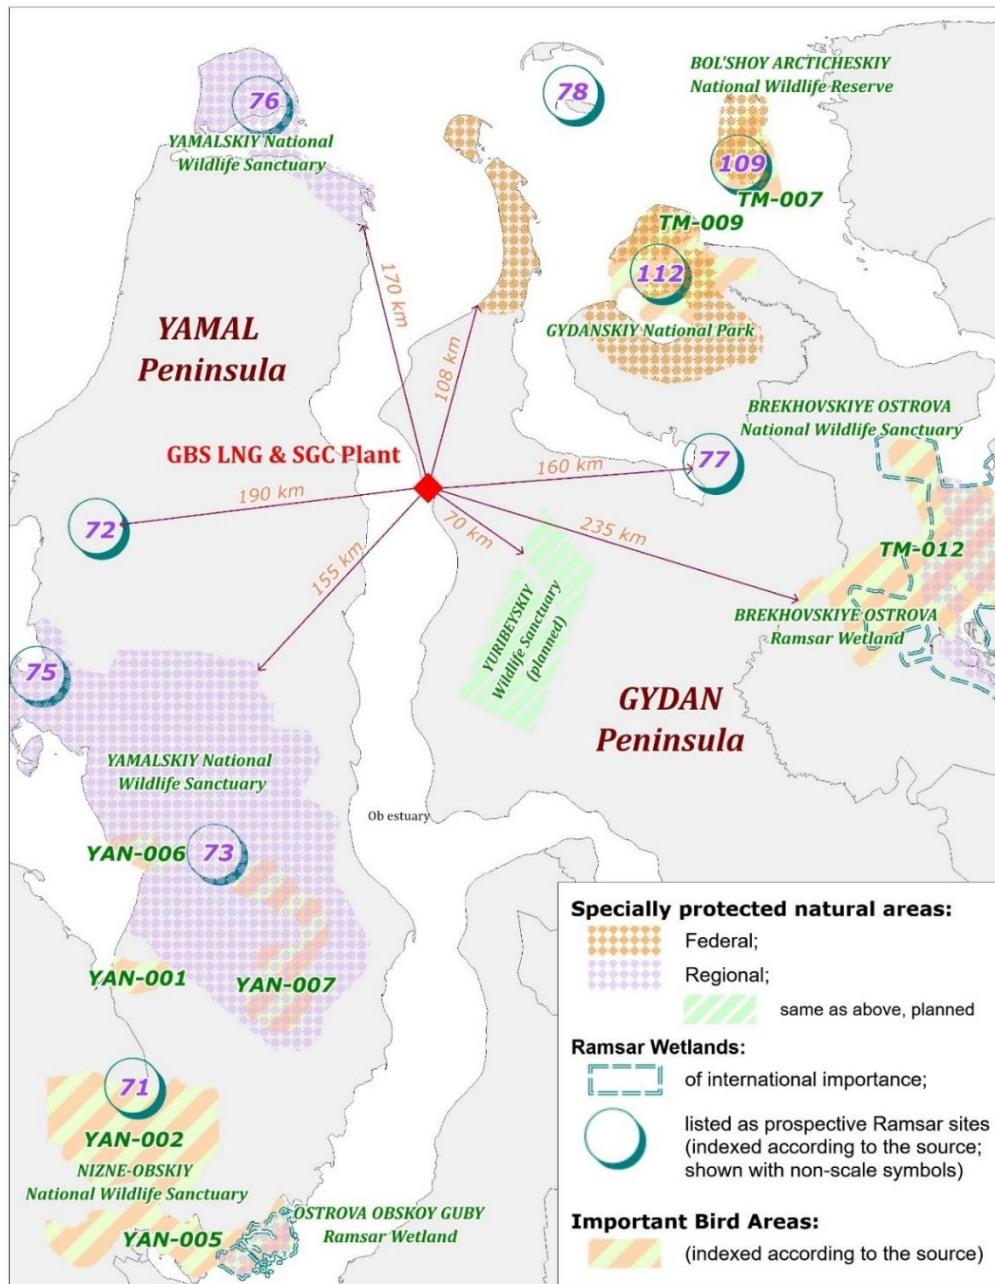 BOL'SHOY ARCTICHESKIY
National Wildlife Reserve
76
78
YAMALSKIY National
Wildlife Sanctuary
109
TM-007
TM-009
112
170 km
108 km
GYDANSKIY National Park
YAMAL
Peninsula
BREKHOVSKIYE OSTROVA
National Wildlife Sanctuary
GBS LNG & SGC Plant
160 km
77
190 km
72
70 km
235 km
155 km
TM-012
YURIBEYSKIY
Wildlife Sanctuary
(planned)
BREKHOVSKIYE OSTROVA
Ramsar Wetland
75
GYDAN
Peninsula
YAMALSKIY National
Wildlife Sanctuary
Ob estuary
YAN-006
73
YAN-001
YAN-007
71
YAN-002
NIZNE-OBSKIY
National Wildlife Sanctuary
OSTROVA OBSKOY GUBY
Ramsar Wetland
YAN-005
Specially protected natural areas:
Federal;
Regional;
same as above, planned
Ramsar Wetlands:
of international importance;
listed as prospective Ramsar sites
(indexed according to the source;
shown with non-scale symbols)
Important Bird Areas:
(indexed according to the source)